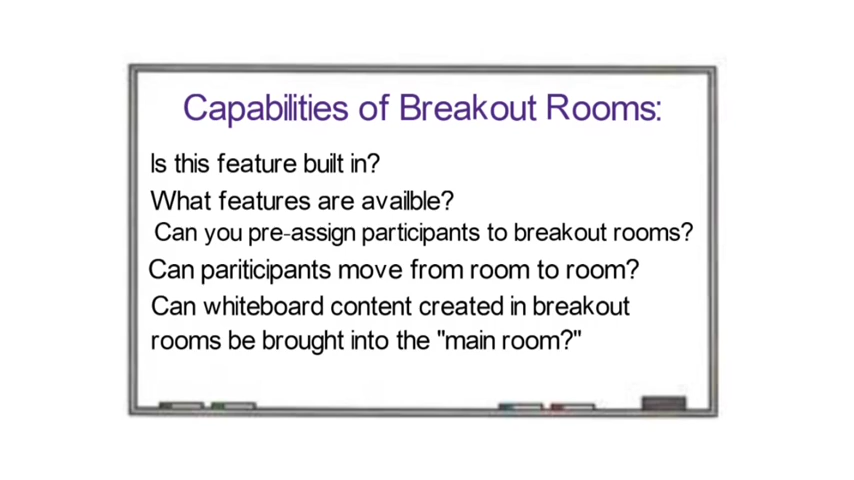 Capabilities of Breakout Rooms:
Is this feature built in?
What features are availble?
Can you pre-assign participants to breakout rooms?
Can pariticipants move from room to room?
Can whiteboard content created in breakout
rooms be brought into the "main room?"